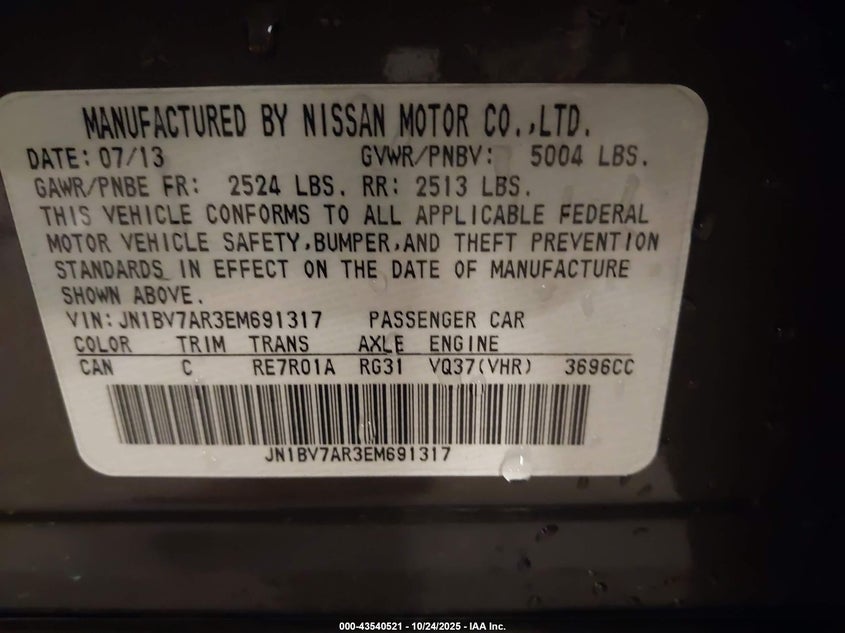 MANUFACTURED BY NISSAN MOTOR CO.,LTD.
DATE: 07/13 GVWR/PNBV: 5004 LBS.
GAWR/PNBE FR: 2524 LBS. RR: 2513 LBS.
THIS VEHICLE CONFORMS TO ALL APPLICABLE FEDERAL
MOTOR VEHICLE SAFETY,BUMPER,AND THEFT PREVENTION
STANDARDS IN EFFECT ON THE DATE OF MANUFACTURE
SHOWN ABOVE.
VIN: JN1BV7AR3EM691317 PASSENGER CAR
COLOR TRIM TRANS AXLE ENGINE
CAN C RE7R01A RG31 VQ37(VHR) 3696CC
JN1BV7AR3EM691317
000-43540521 - 10/24/2025 - IAA Inc.